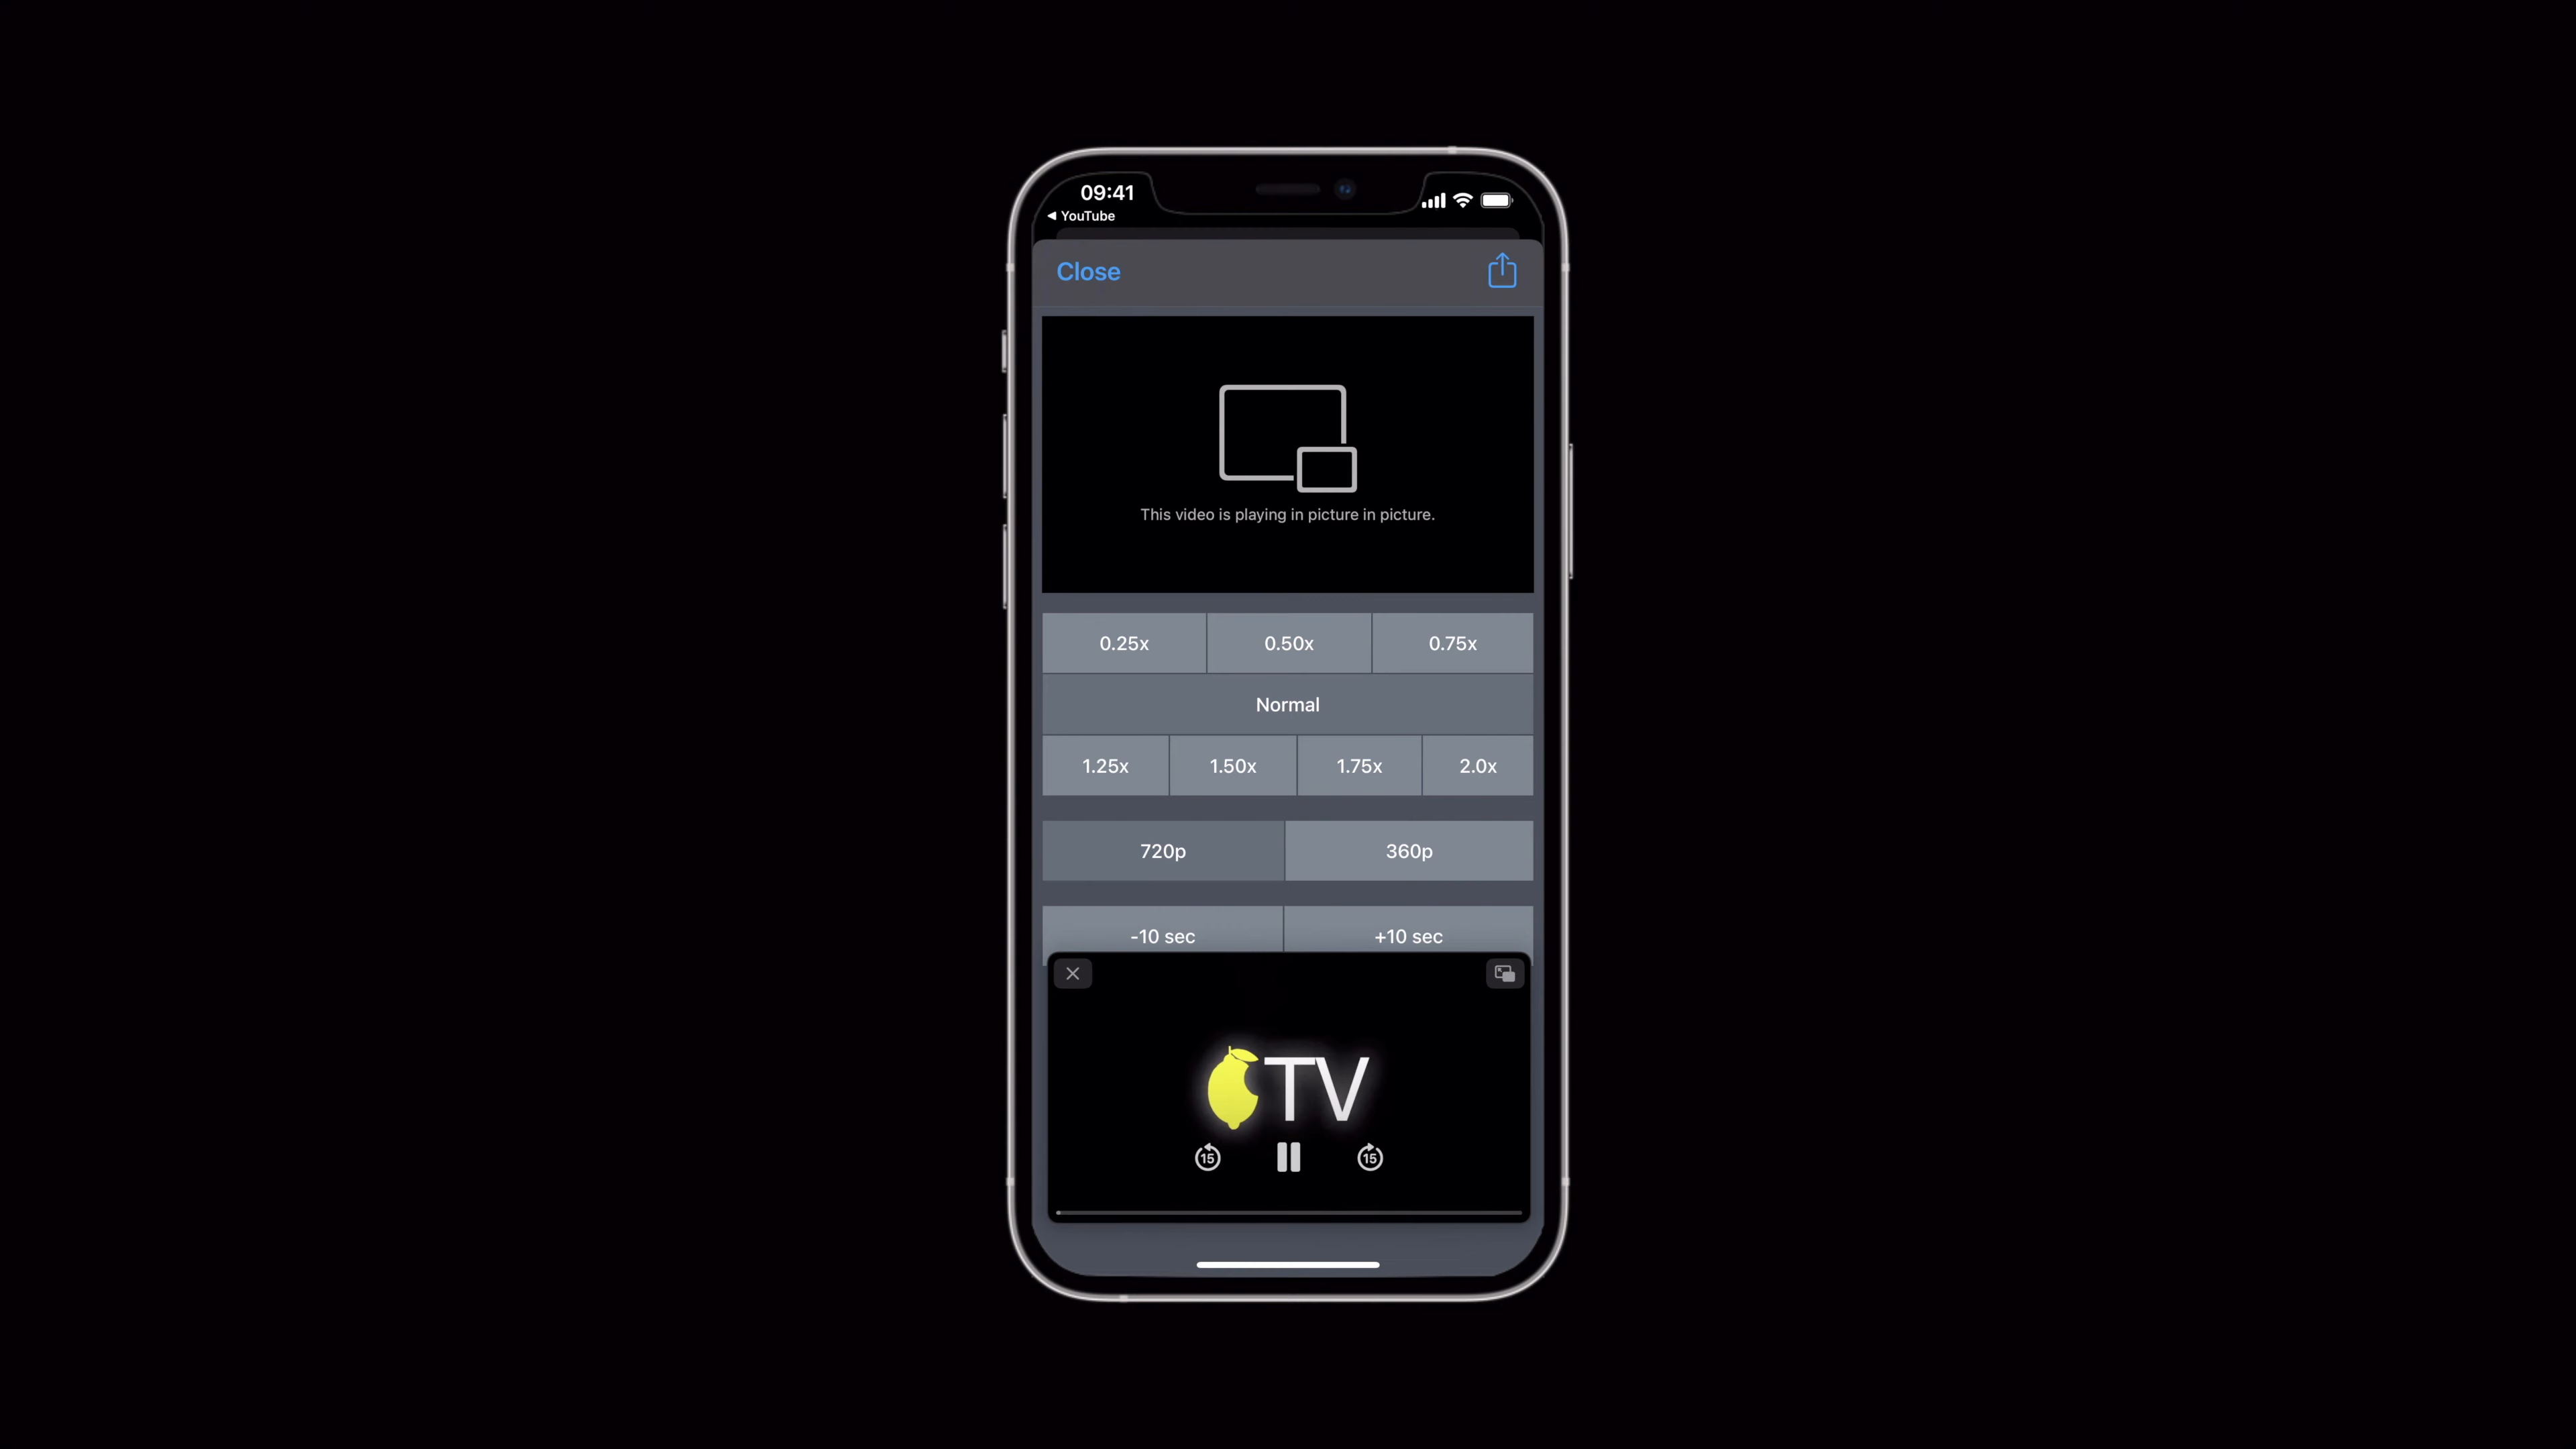 09:41
◀ YouTube
Close
This video is playing in picture in picture.
0.25x 0.50x 0.75x
Normal
1.25x 1.50x 1.75x 2.0x
720p 360p
-10 sec +10 sec
TV
15 15